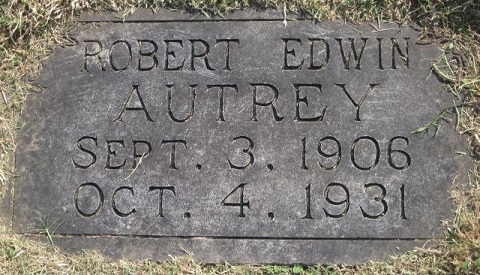 ROBERT EDWIN
AUTREY
SEPT. 3. 1906
OCT. 4. 1931